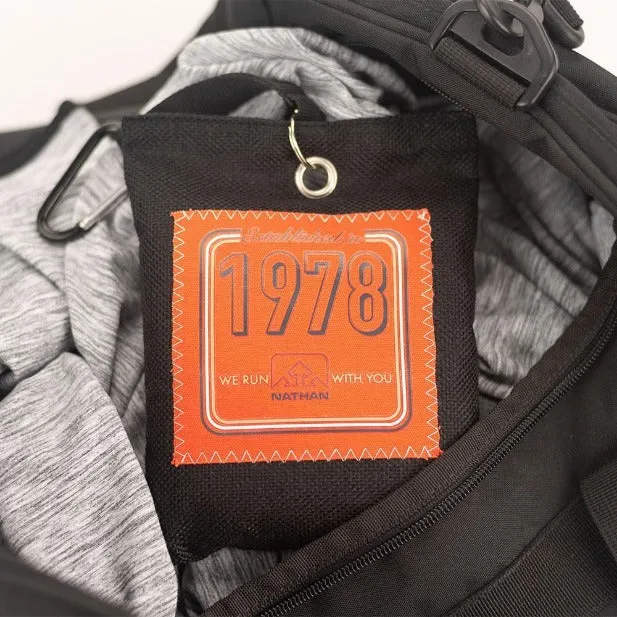 Established in
1978
WE RUN WITH YOU
NATHAN